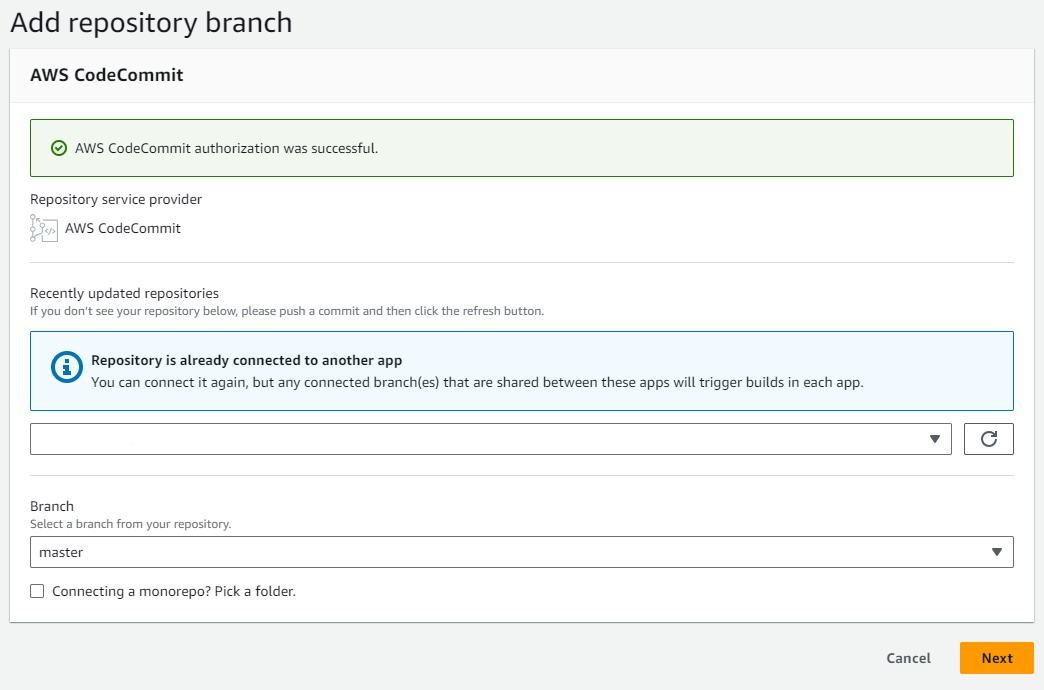 Add repository branch
AWS CodeCommit
AWS CodeCommit authorization was successful.
Repository service provider
AWS CodeCommit
Recently updated repositories
If you don't see your repository below, please push a commit and then click the refresh button.
Repository is already connected to another app
You can connect it again, but any connected branch(es) that are shared between these apps will trigger builds in each app.
Branch
Select a branch from your repository.
master
Connecting a monorepo? Pick a folder.
Cancel
Next